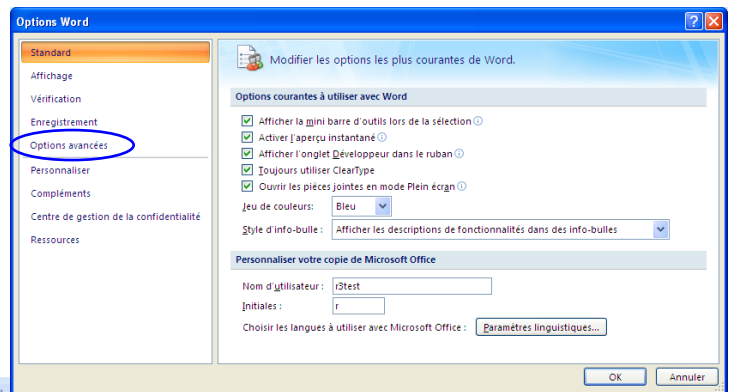 Options Word
Standard
Affichage
Vérification
Enregistrement
Options avancées
Personnaliser
Compléments
Centre de gestion de la confidentialité
Ressources
Modifier les options les plus courantes de Word.
Options courantes à utiliser avec Word
Afficher la mini barre d'outils lors de la sélection
Activer l'aperçu instantané
Afficher l'onglet Développeur dans le ruban
Toujours utiliser ClearType
Ouvrir les pièces jointes en mode Plein écran
Jeu de couleurs: Bleu
Style d'info-bulle : Afficher les descriptions de fonctionnalités dans des info-bulles
Personnaliser votre copie de Microsoft Office
Nom d'utilisateur : r3test
Initiales : r
Choisir les langues à utiliser avec Microsoft Office : Paramètres linguistiques...
OK Annuler